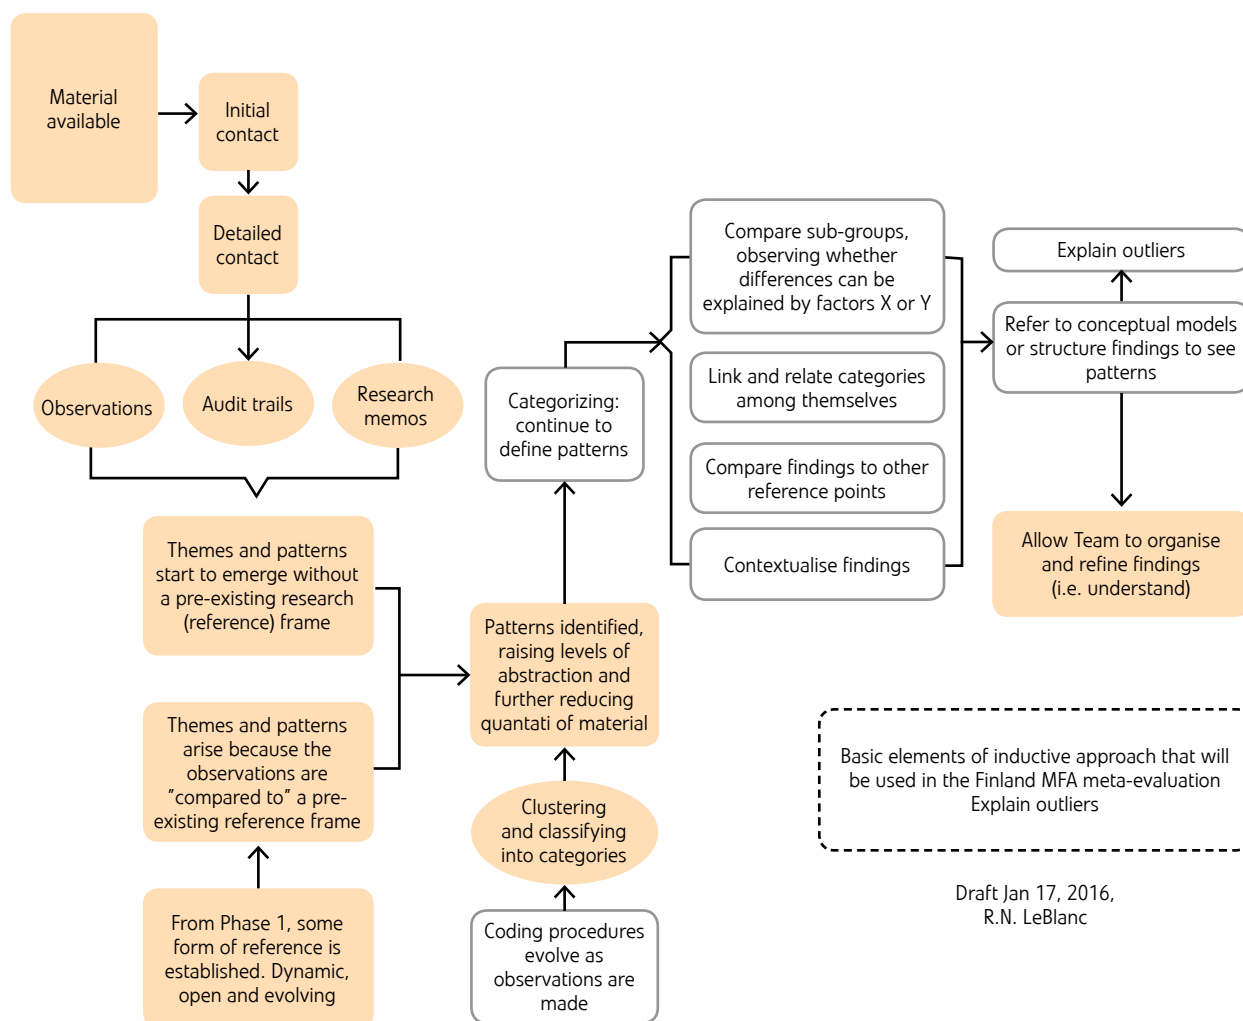 Material
available
Initial
contact
Detailed
contact
Observations
Audit trails
Research
memos
Themes and patterns
start to emerge without
a pre-existing research
(reference) frame
Themes and patterns
arise because the
observations are
"compared to" a pre-
existing reference frame
From Phase 1, some
form of reference is
established. Dynamic,
open and evolving
Categorizing:
continue to
define patterns
Patterns identified,
raising levels of
abstraction and
further reducing
quantati of material
Clustering
and classifying
into categories
Coding procedures
evolve as
observations are
made
Compare sub-groups,
observing whether
differences can be
explained by factors X or Y
Link and relate categories
among themselves
Compare findings to other
reference points
Contextualise findings
Explain outliers
Refer to conceptual models
or structure findings to see
patterns
Allow Team to organise
and refine findings
(i.e. understand)
Basic elements of inductive approach that will
be used in the Finland MFA meta-evaluation
Explain outliers
Draft Jan 17, 2016,
R.N. LeBlanc